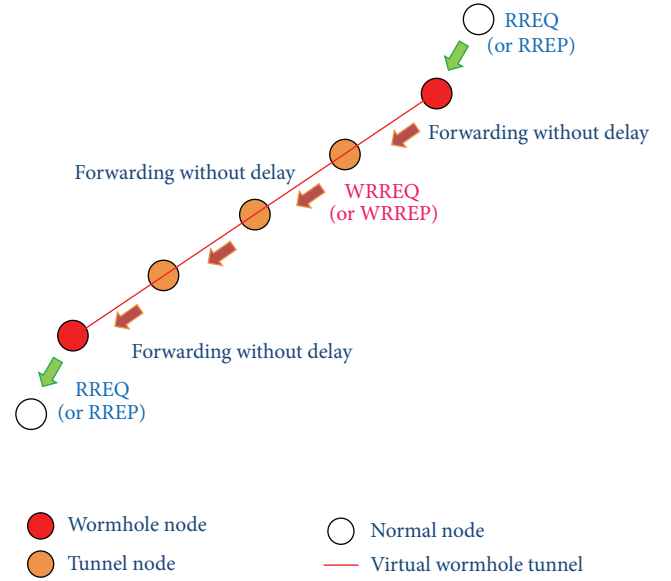 RREQ
(or RREP)
Forwarding without delay
Forwarding without delay
WRREQ
(or WRREP)
Forwarding without delay
RREQ
(or RREP)
Wormhole node
Normal node
Tunnel node
Virtual wormhole tunnel